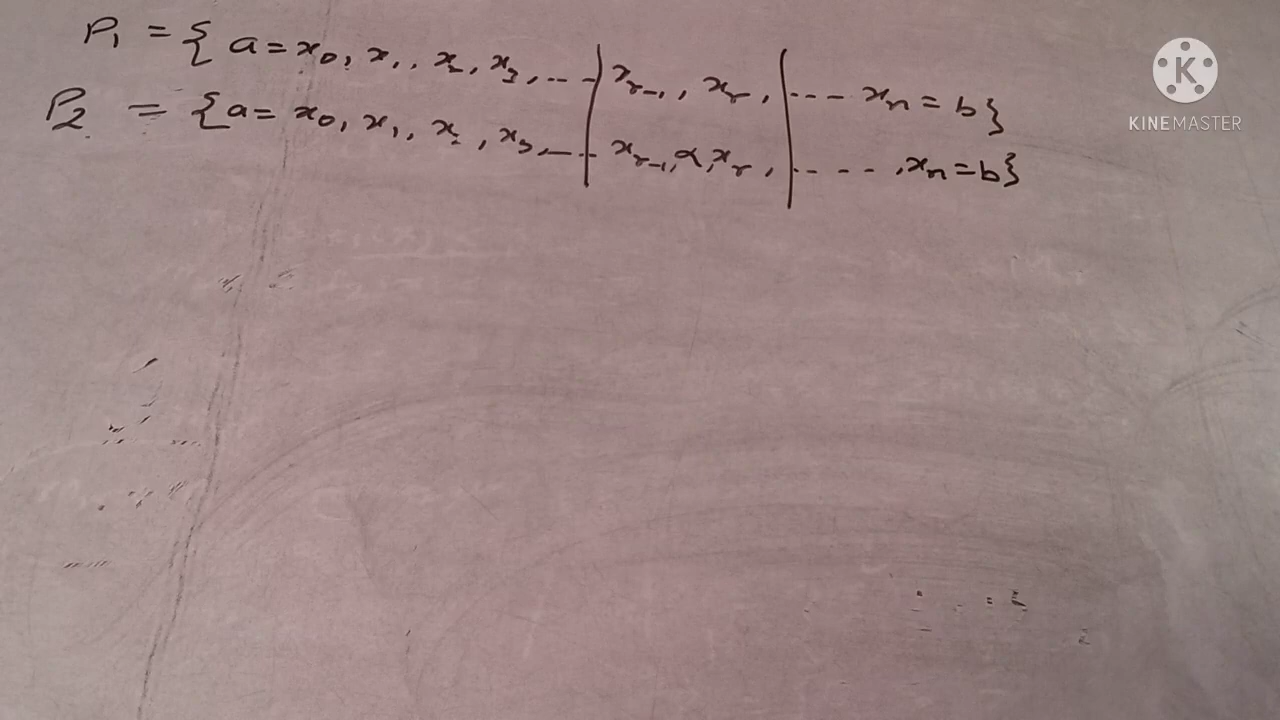 P₁ = { a = x₀, x₁, x₂, x₃, ... | xᵣ₋₁, xᵣ, | .... xₙ = b}
P₂ = {a = x₀, x₁, x₂, x₃, ... | xᵣ₋₁, α, xᵣ, | ...., xₙ = b}
K
KINEMASTER